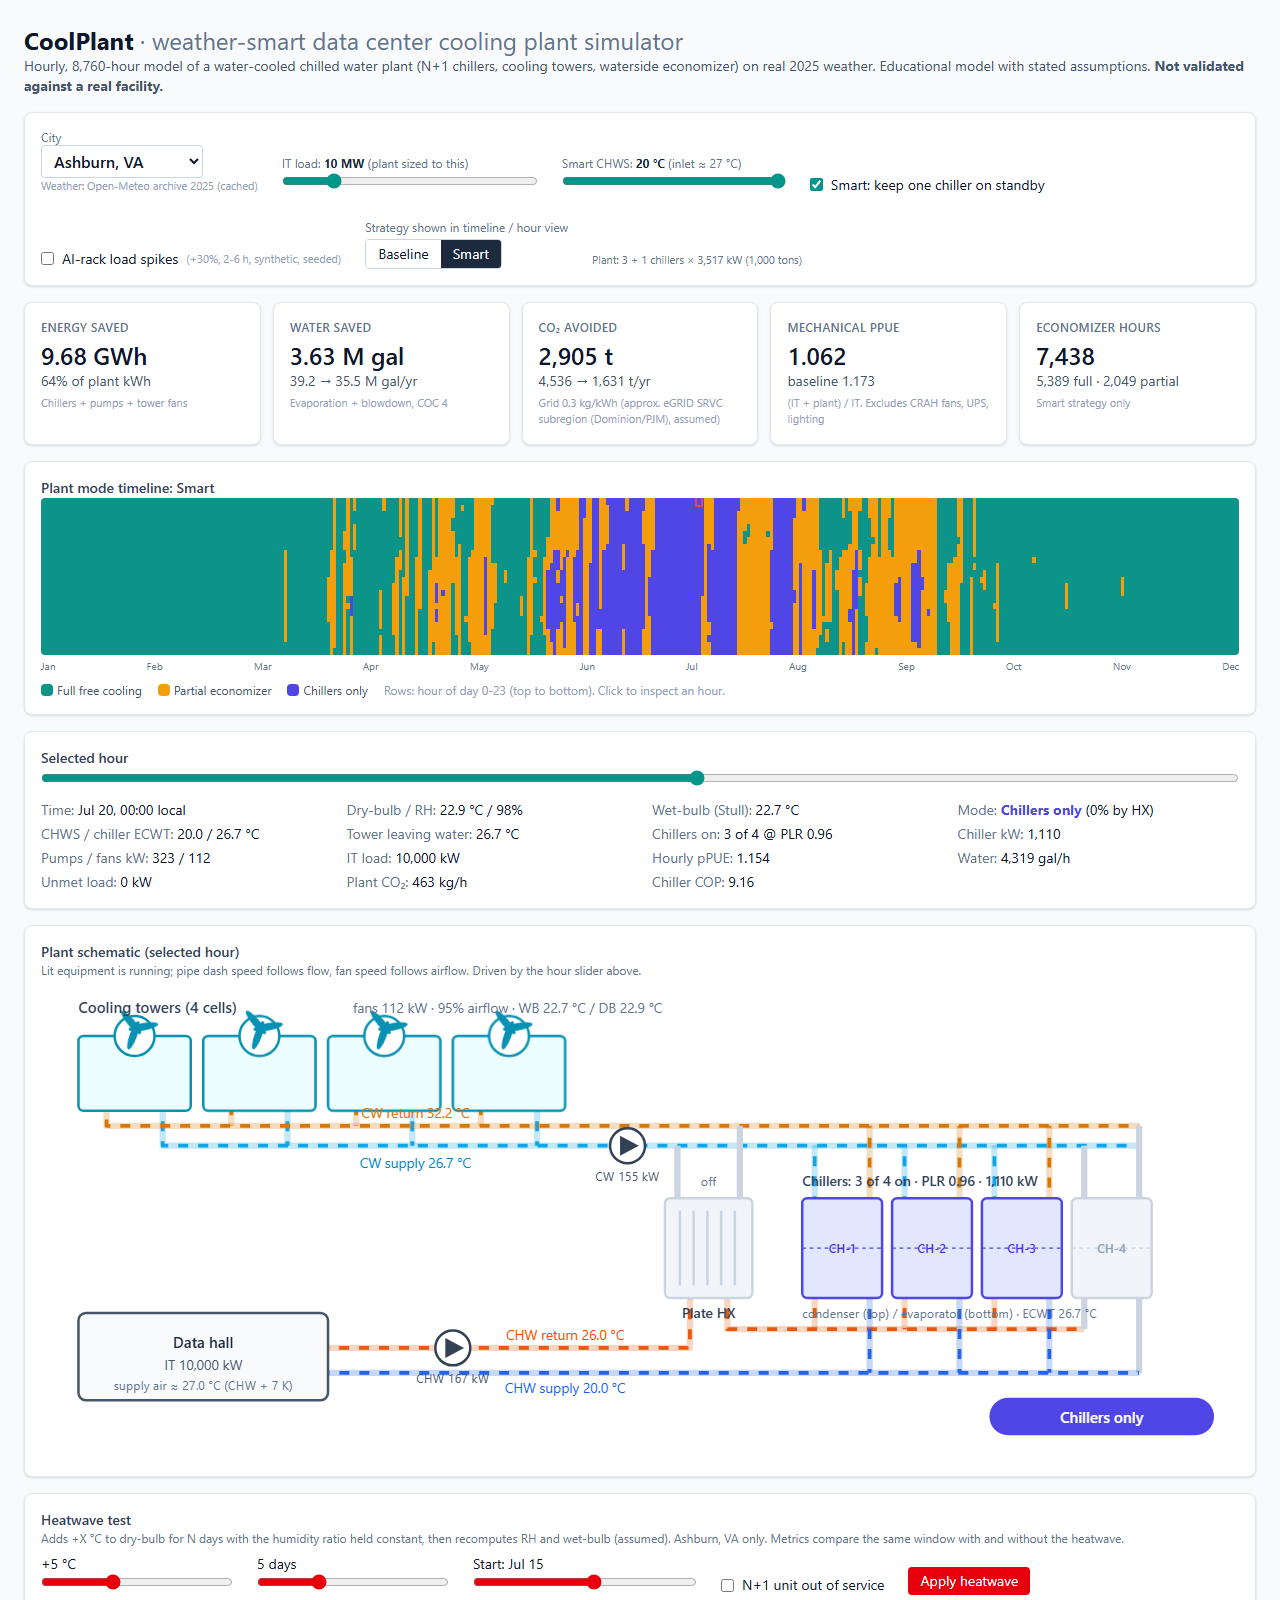 CoolPlant · weather-smart data center cooling plant simulator
Hourly, 8,760-hour model of a water-cooled chilled water plant (N+1 chillers, cooling towers, waterside economizer) on real 2025 weather. Educational model with stated assumptions. Not validated
against a real facility.
City
Ashburn, VA
Weather: Open-Meteo archive 2025 (cached)
IT load: 10 MW (plant sized to this)
Smart CHWS: 20 °C (inlet ≈ 27 °C)
Smart: keep one chiller on standby
AI-rack load spikes (+30%, 2-6 h, synthetic, seeded)
Strategy shown in timeline / hour view
Baseline Smart
Plant: 3 + 1 chillers × 3,517 kW (1,000 tons)
ENERGY SAVED
9.68 GWh
64% of plant kWh
Chillers + pumps + tower fans
WATER SAVED
3.63 M gal
39.2 → 35.5 M gal/yr
Evaporation + blowdown, COC 4
CO₂ AVOIDED
2,905 t
4,536 → 1,631 t/yr
Grid 0.3 kg/kWh (approx. eGRID SRVC
subregion (Dominion/PJM), assumed)
MECHANICAL PPUE
1.062
baseline 1.173
(IT + plant) / IT. Excludes CRAH fans, UPS,
lighting
ECONOMIZER HOURS
7,438
5,389 full · 2,049 partial
Smart strategy only
Plant mode timeline: Smart
Jan Feb Mar Apr May Jun Jul Aug Sep Oct Nov Dec
Full free cooling Partial economizer Chillers only Rows: hour of day 0-23 (top to bottom). Click to inspect an hour.
Selected hour
Time: Jul 20, 00:00 local Dry-bulb / RH: 22.9 °C / 98% Wet-bulb (Stull): 22.7 °C Mode: Chillers only (0% by HX)
CHWS / chiller ECWT: 20.0 / 26.7 °C Tower leaving water: 26.7 °C Chillers on: 3 of 4 @ PLR 0.96 Chiller kW: 1,110
Pumps / fans kW: 323 / 112 IT load: 10,000 kW Hourly pPUE: 1.154 Water: 4,319 gal/h
Unmet load: 0 kW Plant CO₂: 463 kg/h Chiller COP: 9.16
Plant schematic (selected hour)
Lit equipment is running; pipe dash speed follows flow, fan speed follows airflow. Driven by the hour slider above.
Cooling towers (4 cells) fans 112 kW · 95% airflow · WB 22.7 °C / DB 22.9 °C
CW return 32.2 °C
CW supply 26.7 °C
CW 155 kW
off
Chillers: 3 of 4 on · PLR 0.96 · 1,110 kW
CH-1 CH-2 CH-3 CH-4
Plate HX
condenser (top) / evaporator (bottom) · ECWT 26.7 °C
Data hall
IT 10,000 kW
supply air ≈ 27.0 °C (CHW + 7 K)
CHW return 26.0 °C
CHW 167 kW
CHW supply 20.0 °C
Chillers only
Heatwave test
Adds +X °C to dry-bulb for N days with the humidity ratio held constant, then recomputes RH and wet-bulb (assumed). Ashburn, VA only. Metrics compare the same window with and without the heatwave.
+5 °C 5 days Start: Jul 15
N+1 unit out of service
Apply heatwave